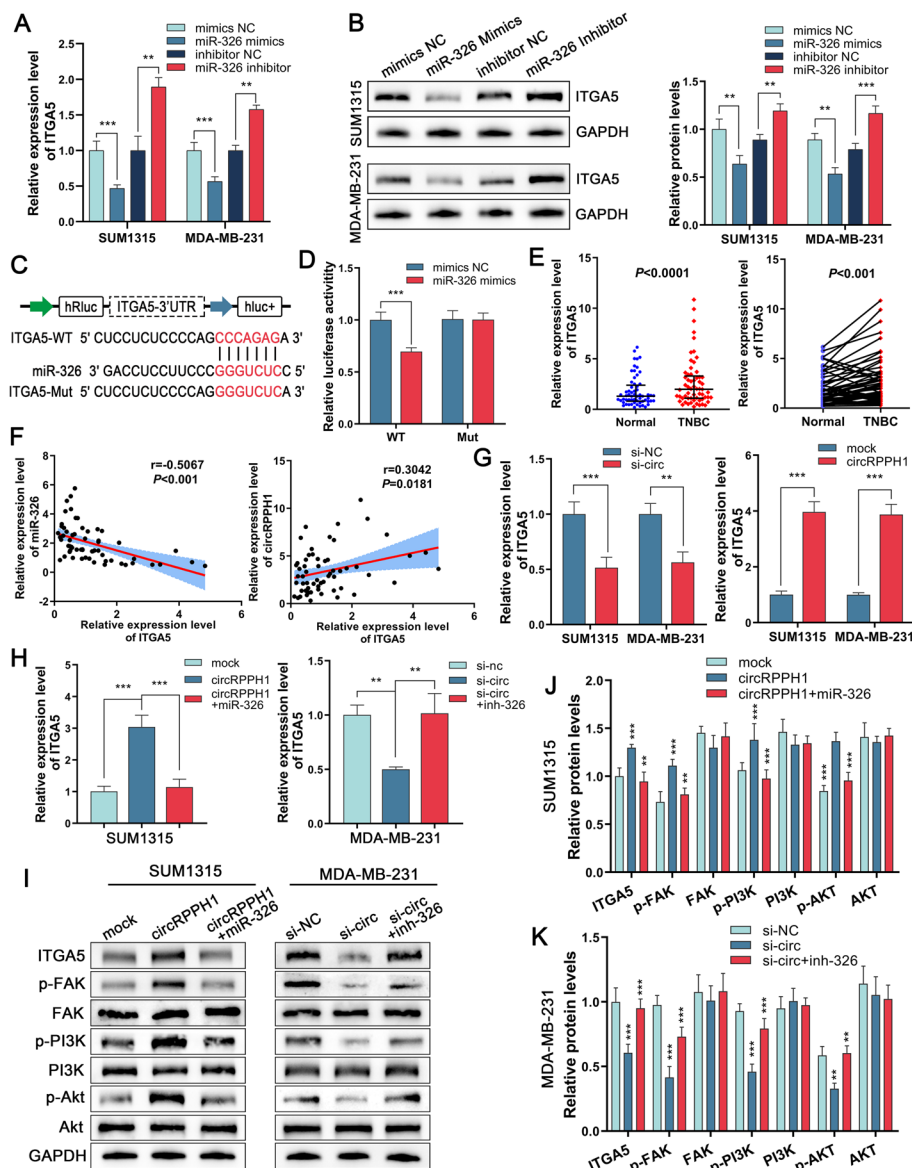 A
mimics NC
miR-326 mimics
inhibitor NC
miR-326 inhibitor
Relative expression level
of ITGA5
2.5
2.0
1.5
1.0
0.5
0.0
***
**
***
**
SUM1315
MDA-MB-231
B
mimics NC
miR-326 Mimics
inhibitor NC
miR-326 Inhibitor
SUM1315
ITGA5
GAPDH
MDA-MB-231
ITGA5
GAPDH
mimics NC
miR-326 mimics
inhibitor NC
miR-326 inhibitor
Relative protein levels
1.5
1.0
0.5
0.0
**
**
**
***
SUM1315
MDA-MB-231
C
hRluc
ITGA5-3'UTR
hluc+
ITGA5-WT 5' CUCCUCUCCCCAGCCCAGAGA 3'
miR-326 3' GACCUCCUUCCCGGGUCUCC 5'
ITGA5-Mut 5' CUCCUCUCCCCAGGGGUCUCA 3'
D
mimics NC
miR-326 mimics
Relative luciferase activitity
1.5
1.0
0.5
0.0
***
WT
Mut
E
Relative expression level
of ITGA5
15
10
5
0
P<0.0001
Normal
TNBC
Relative expression level
of ITGA5
15
10
5
0
P<0.001
Normal
TNBC
F
Relative expression level
of miR-326
8
6
4
2
0
-2
r=-0.5067
P<0.001
0
2
4
6
Relative expression level
of ITGA5
Relative expression level
of circRPPH1
15
10
5
0
r=0.3042
P=0.0181
0
2
4
6
Relative expression level
of ITGA5
G
si-NC
si-circ
Relative expression level
of ITGA5
1.5
1.0
0.5
0.0
***
**
SUM1315
MDA-MB-231
mock
circRPPH1
Relative expression level
of ITGA5
6
4
2
0
***
***
SUM1315
MDA-MB-231
H
mock
circRPPH1
circRPPH1
+miR-326
Relative expression level
of ITGA5
5
4
3
2
1
0
***
***
SUM1315
si-nc
si-circ
si-circ
+inh-326
Relative expression level
of ITGA5
1.5
1.0
0.5
0.0
**
**
MDA-MB-231
I
SUM1315
MDA-MB-231
mock
circRPPH1
circRPPH1
+miR-326
si-NC
si-circ
si-circ
+inh-326
ITGA5
p-FAK
FAK
p-PI3K
PI3K
p-Akt
Akt
GAPDH
J
mock
circRPPH1
circRPPH1+miR-326
SUM1315
Relative protein levels
2.0
1.5
1.0
0.5
0.0
***
**
***
**
***
***
***
***
ITGA5
p-FAK
FAK
p-PI3K
PI3K
p-AKT
AKT
K
si-NC
si-circ
si-circ+inh-326
MDA-MB-231
Relative protein levels
1.5
1.0
0.5
0.0
***
***
***
***
***
***
**
**
ITGA5
p-FAK
FAK
p-PI3K
PI3K
p-AKT
AKT